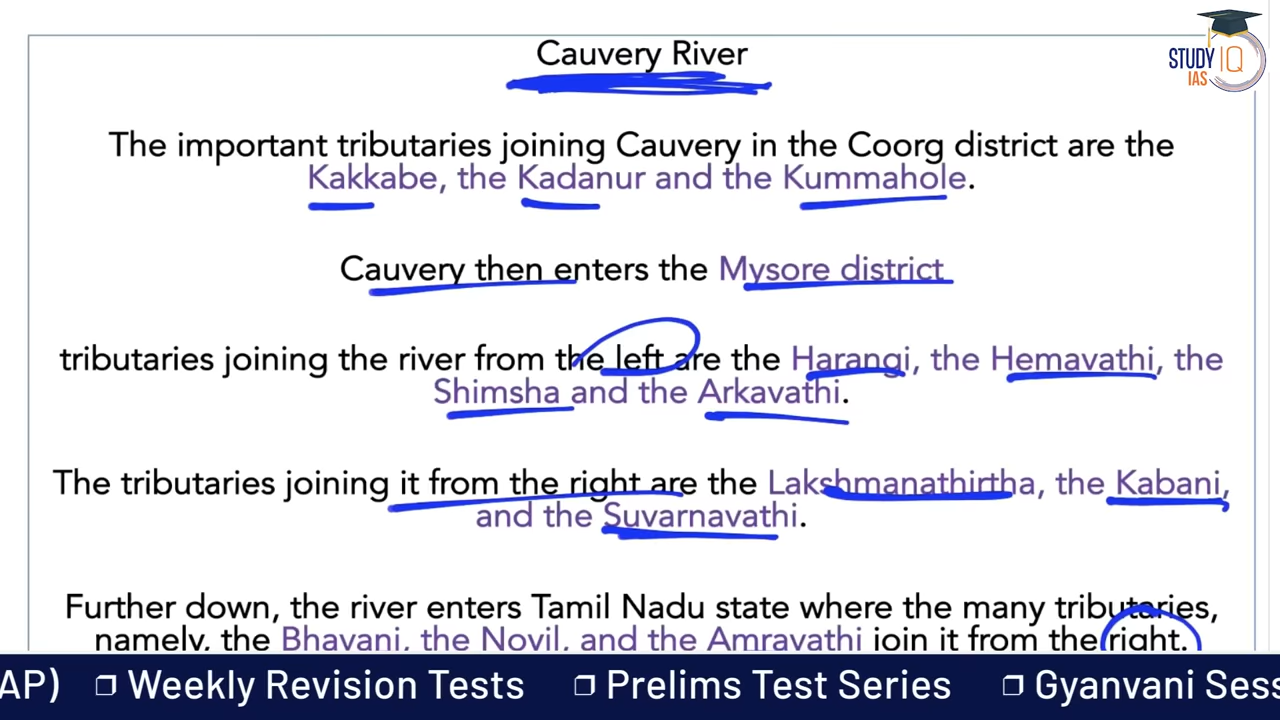 Cauvery River
STUDY IQ
IAS
The important tributaries joining Cauvery in the Coorg district are the
Kakkabe, the Kadanur and the Kummahole.
Cauvery then enters the Mysore district
tributaries joining the river from the left are the Harangi, the Hemavathi, the
Shimsha and the Arkavathi.
The tributaries joining it from the right are the Lakshmanathirtha, the Kabani,
and the Suvarnavathi.
Further down, the river enters Tamil Nadu state where the many tributaries,
namely, the Bhavani, the Noyil, and the Amravathi join it from the right.
AP) ❒ Weekly Revision Tests ❒ Prelims Test Series ❒ Gyanvani Sess